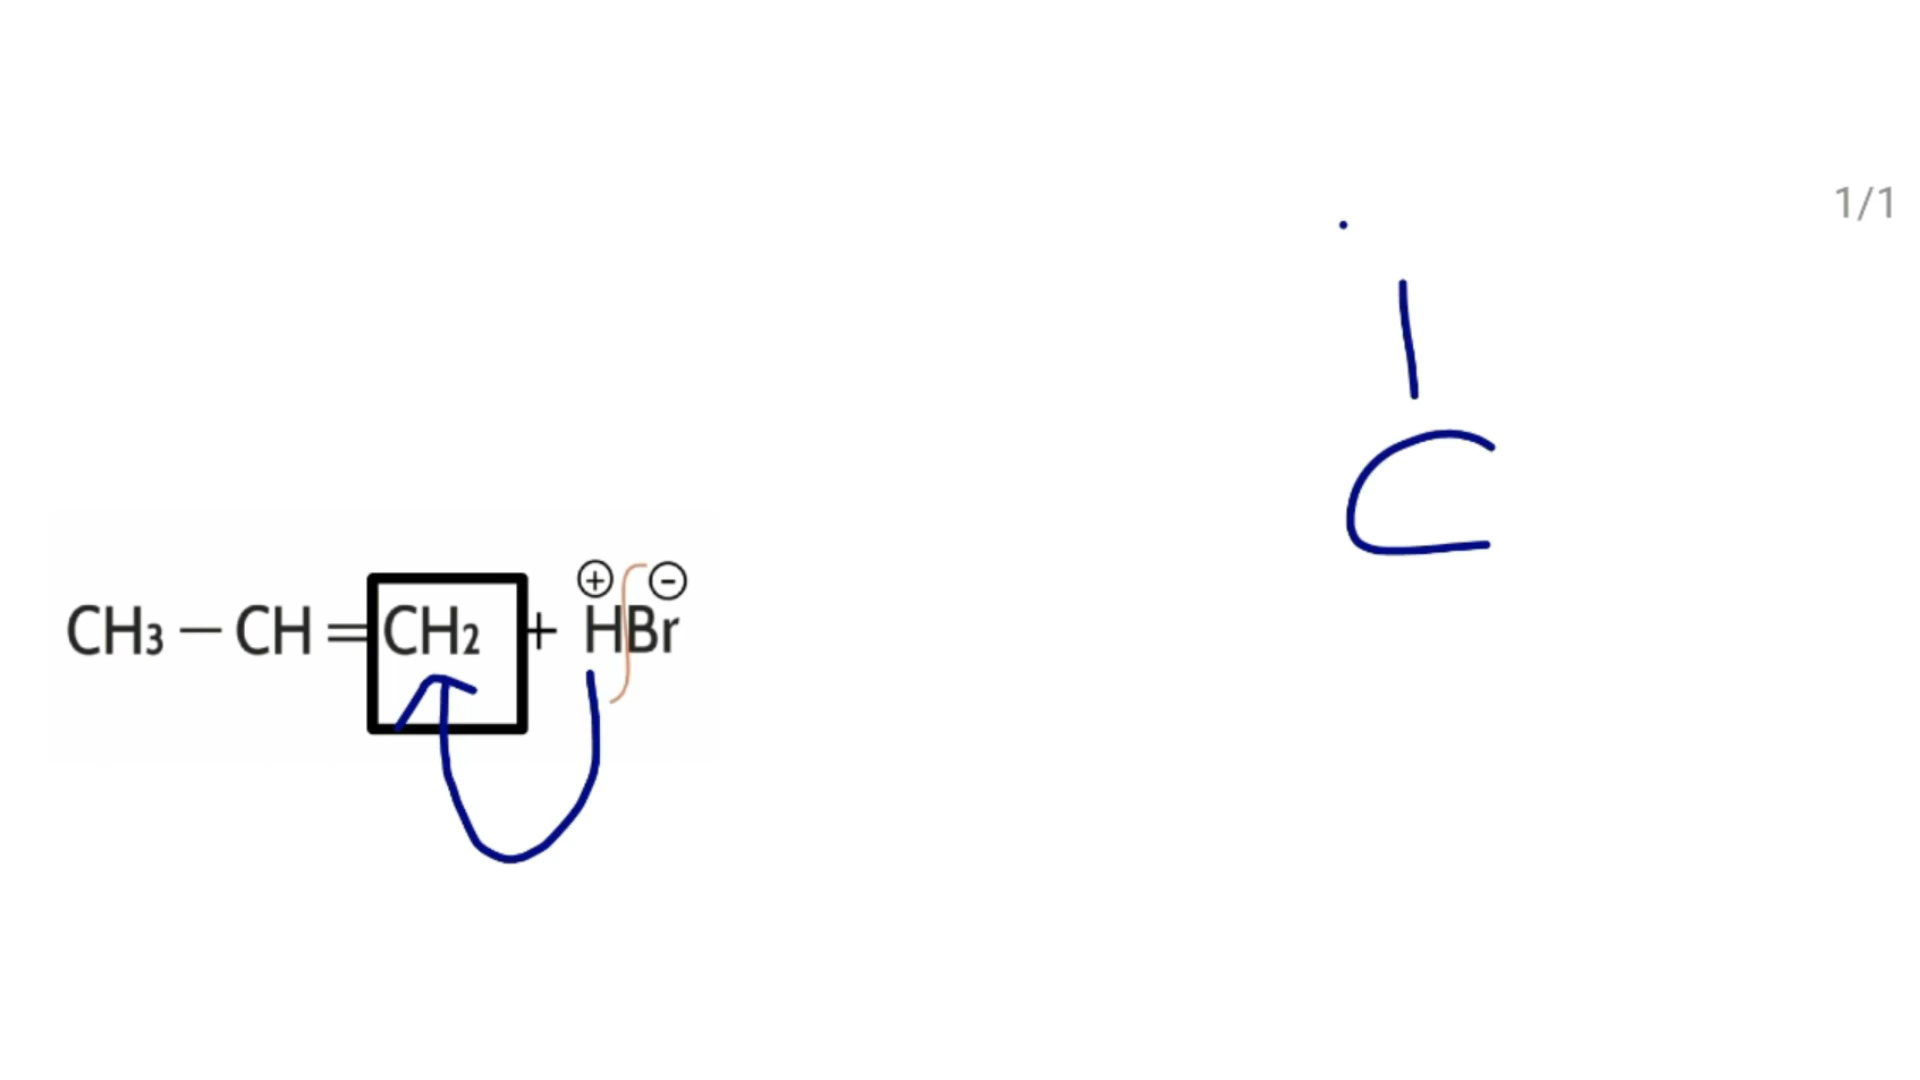 1/1
C
⊕ ⊖
CH₃ — CH = CH₂ + HBr